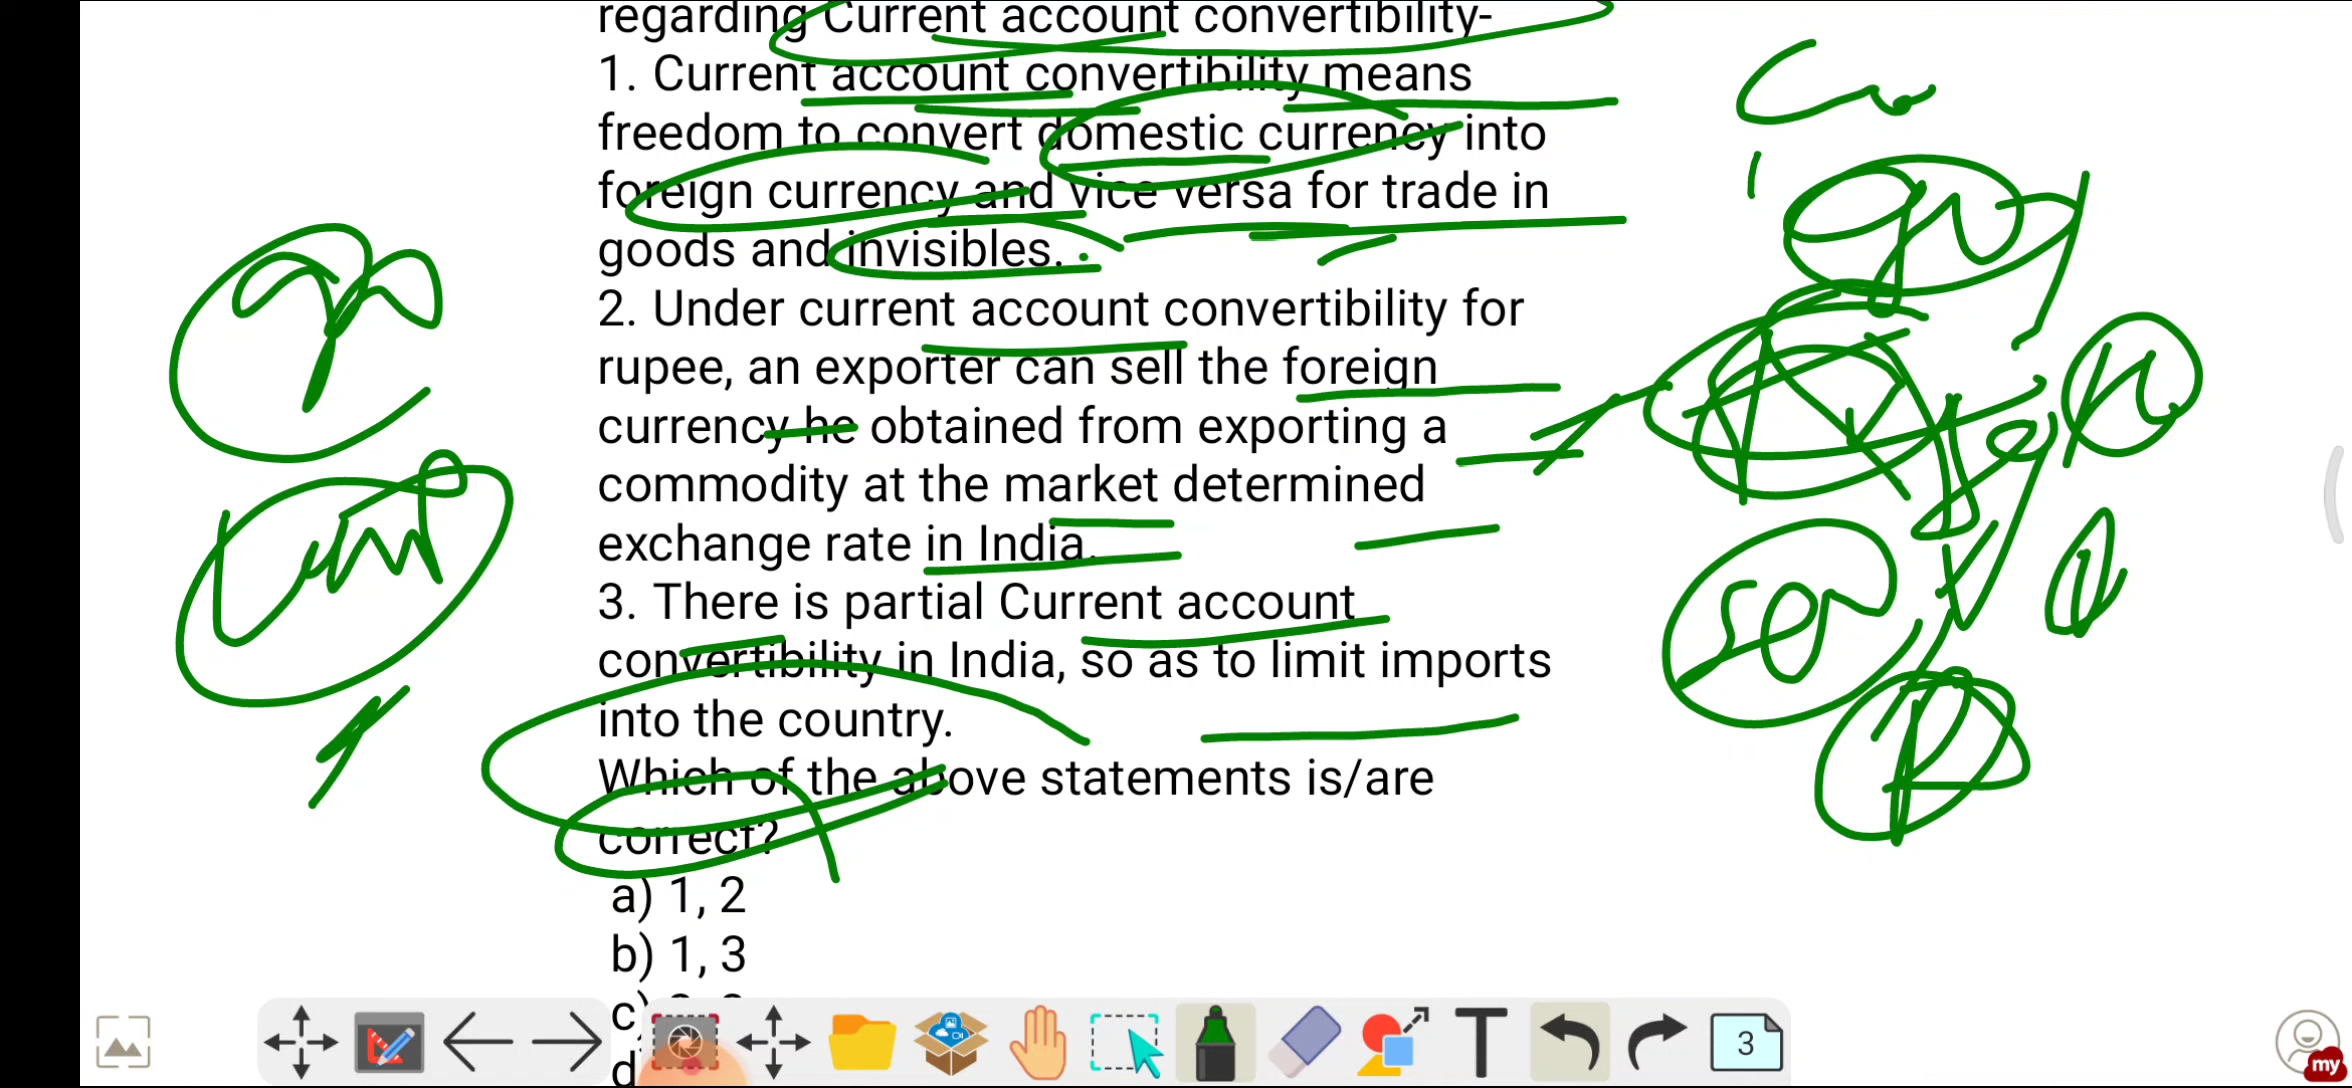 regarding Current account convertibility-
1. Current account convertibility means
freedom to convert domestic currency into
foreign currency and vice versa for trade in
goods and invisibles.
2. Under current account convertibility for
rupee, an exporter can sell the foreign
currency he obtained from exporting a
commodity at the market determined
exchange rate in India.
3. There is partial Current account
convertibility in India, so as to limit imports
into the country.
Which of the above statements is/are
correct?
a) 1, 2
b) 1, 3
c)
d
T
3
my